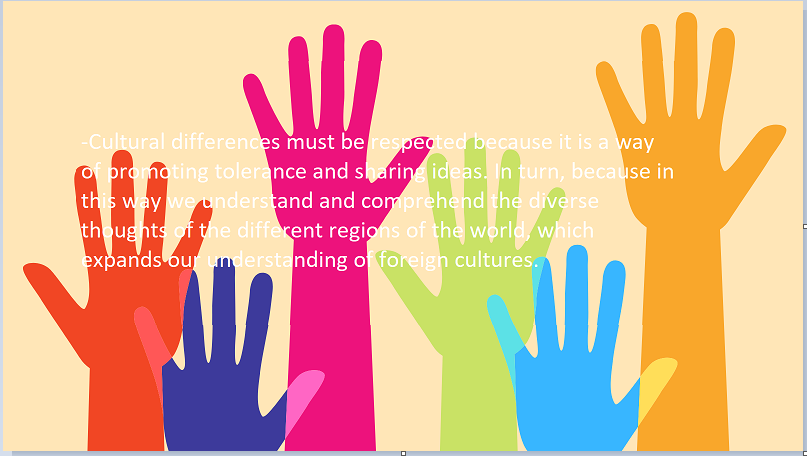 -Cultural differences must be respected because it is a way
of promoting tolerance and sharing ideas. In turn, because in
this way we understand and comprehend the diverse
thoughts of the different regions of the world, which
expands our understanding of foreign cultures.